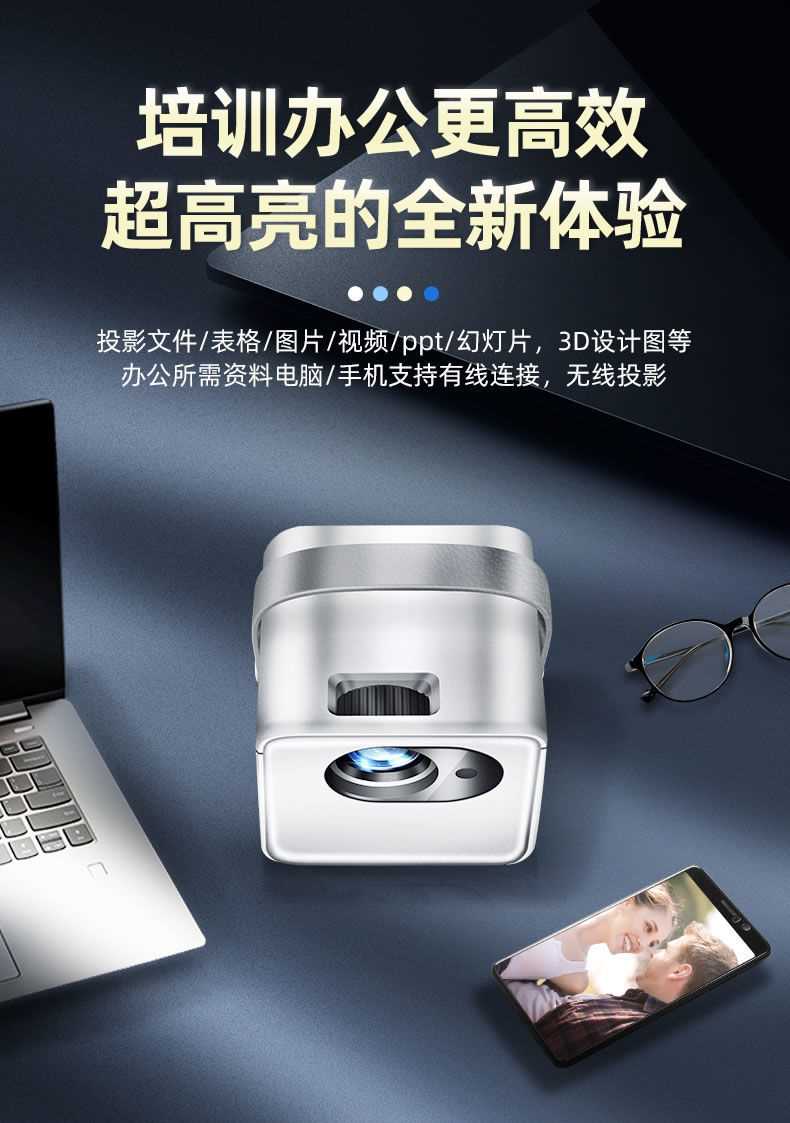 培训办公更高效
超高亮的全新体验
投影文件/表格/图片/视频/ppt/幻灯片，3D设计图等
办公所需资料电脑/手机支持有线连接，无线投影